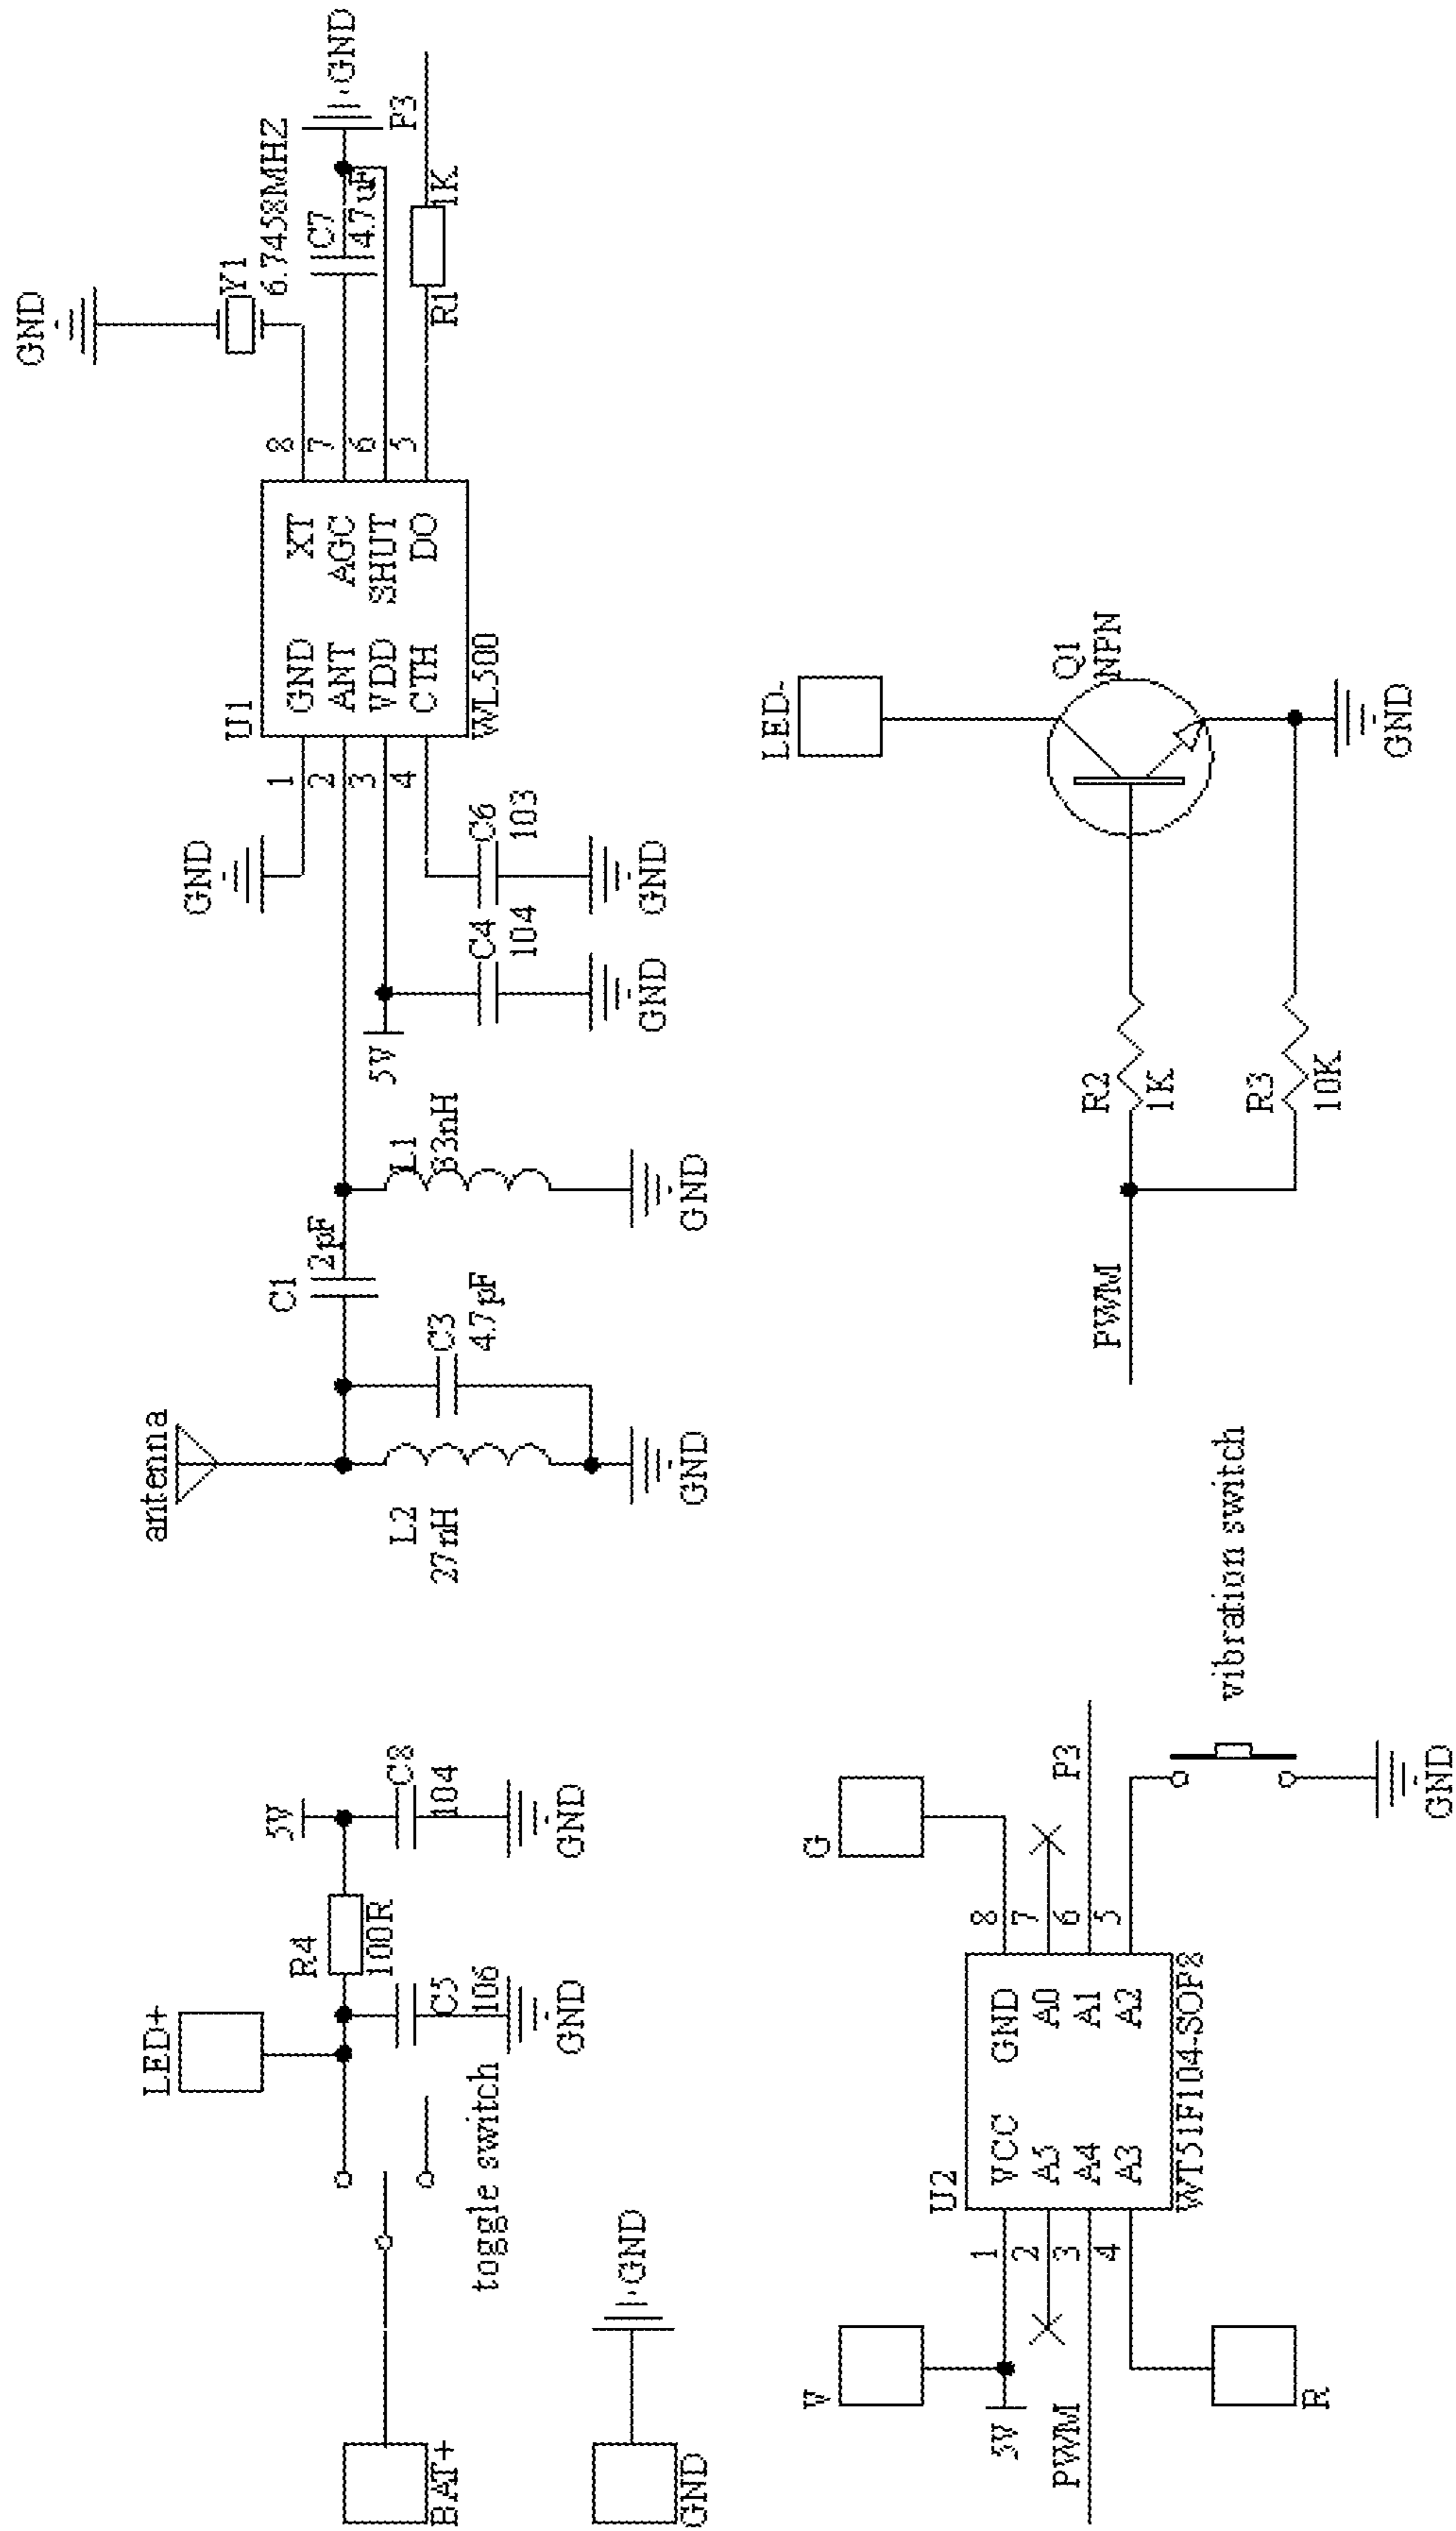 antenna
C1
2pF
L1
33nH
C3
4.7pF
L2
27nH
GND
GND
5V
C4
104
C6
103
GND
GND
GND
U1
1
2
3
4
GND
ANT
VDD
CTH
XT
AGC
SHUT
DO
8
7
6
5
WL500
GND
Y1
6.7458MHZ
C7
4.7uF
GND
R1
1K
P3
LED+
R4
100R
5V
C5
106
C8
104
GND
GND
toggle switch
BAT+
GND
GND
V
5V
PWM
R
U2
1
2
3
4
VCC
A5
A4
A3
GND
A0
A1
A2
8
7
6
5
WT51F104-SOP8
G
P3
vibration switch
GND
PWM
R2
1K
R3
10K
LED-
Q1
NPN
GND